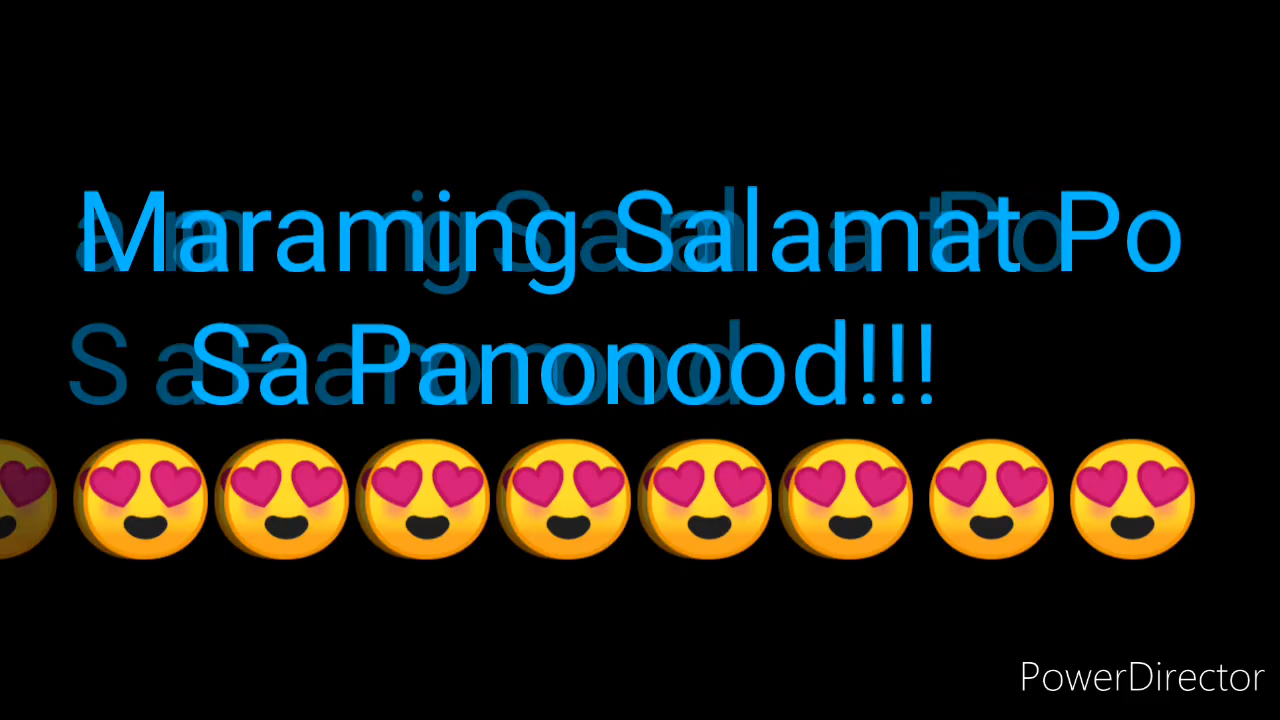 Maraming Salamat Po
Sa Panonood!!!
😍😍😍😍😍😍😍😍
PowerDirector